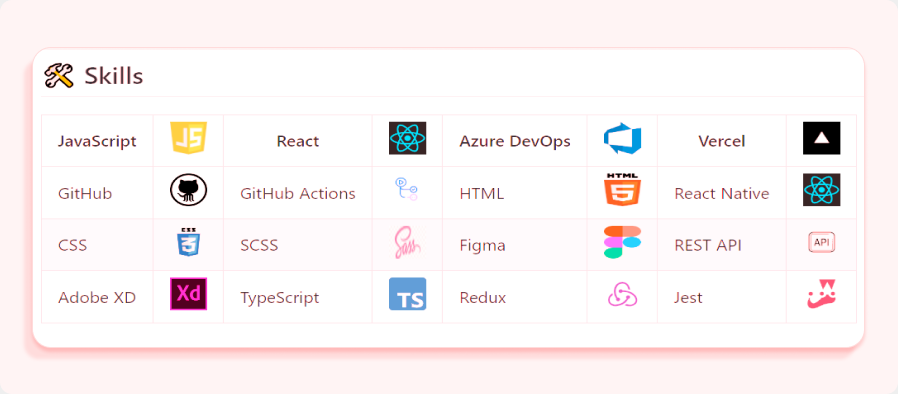 Skills
JavaScript JS React Azure DevOps Vercel
GitHub GitHub Actions HTML HTML 5 React Native
CSS CSS 3 SCSS Sass Figma REST API API
Adobe XD Xd TypeScript TS Redux Jest